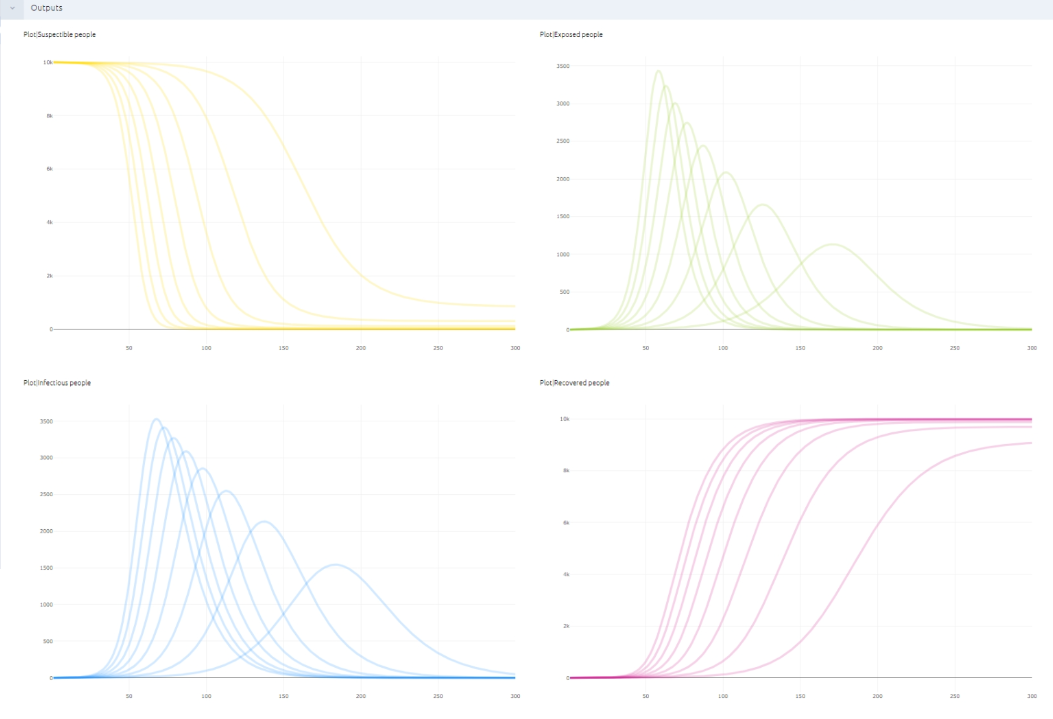 Outputs
Plot|Suspectible people
Plot|Exposed people
10k
8k
6k
4k
2k
0
50
100
150
200
250
300
3500
3000
2500
2000
1500
1000
500
0
50
100
150
200
250
300
Plot|Infectious people
Plot|Recovered people
3500
3000
2500
2000
1500
1000
500
0
50
100
150
200
250
300
10k
8k
6k
4k
2k
0
50
100
150
200
250
300